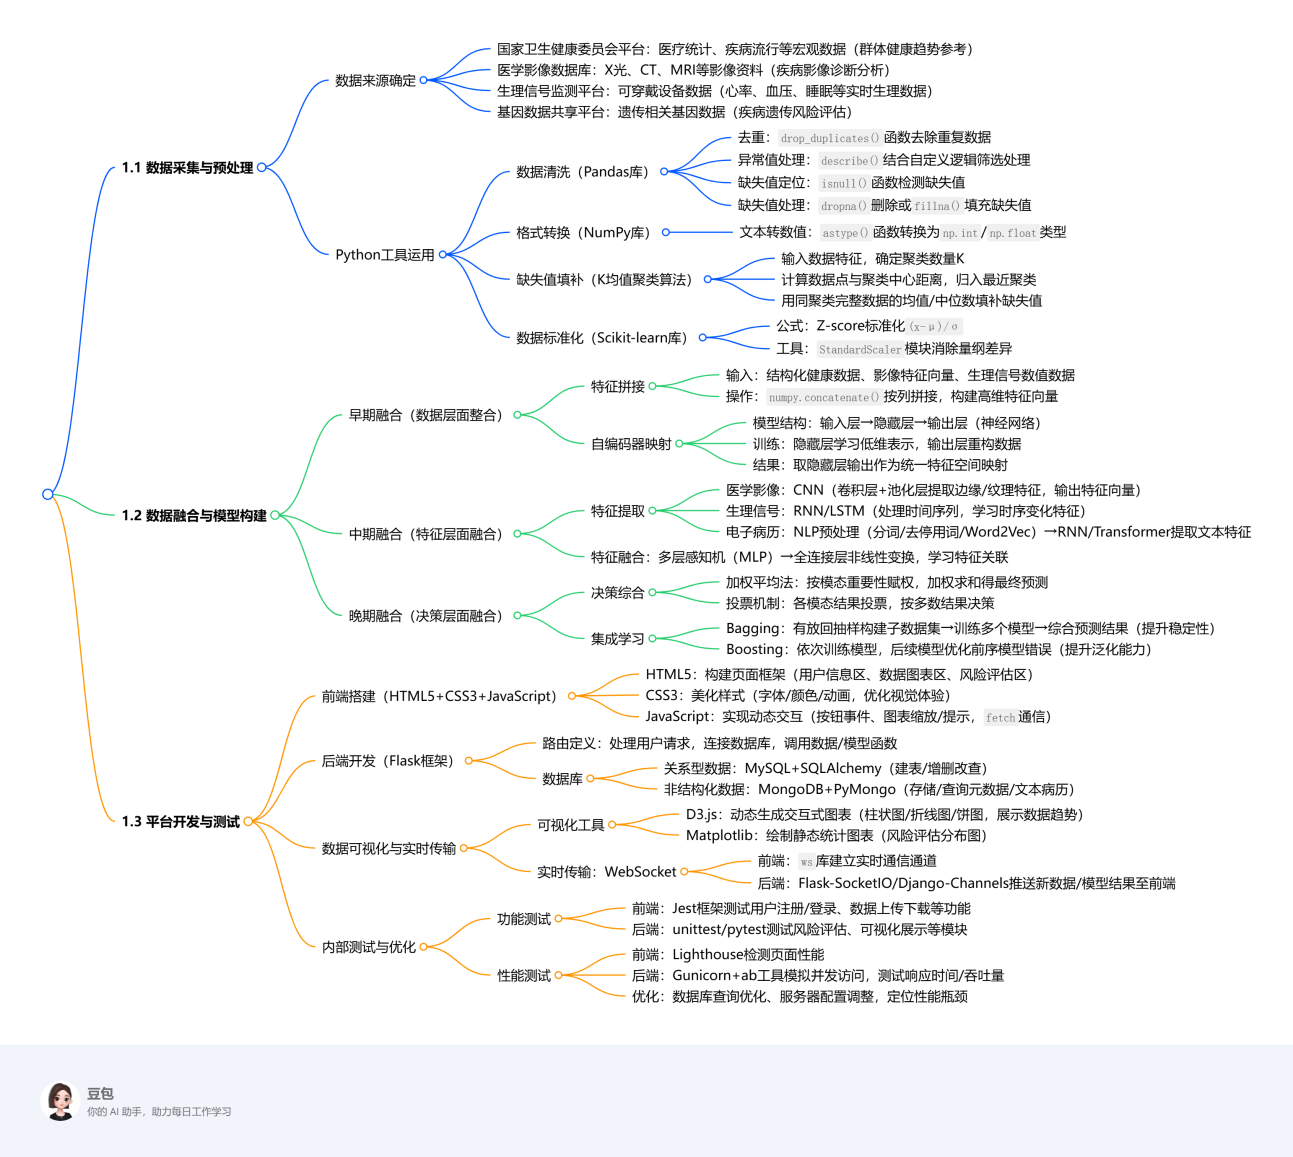 1.1 数据采集与预处理
数据来源确定
国家卫生健康委员会平台：医疗统计、疾病流行等宏观数据（群体健康趋势参考）
医学影像数据库：X光、CT、MRI等影像资料（疾病影像诊断分析）
生理信号监测平台：可穿戴设备数据（心率、血压、睡眠等实时生理数据）
基因数据共享平台：遗传相关基因数据（疾病遗传风险评估）
Python工具运用
数据清洗（Pandas库）
去重：drop_duplicates()函数去除重复数据
异常值处理：describe()结合自定义逻辑筛选处理
缺失值定位：isnull()函数检测缺失值
缺失值处理：dropna()删除或fillna()填充缺失值
格式转换（NumPy库）
文本转数值：astype()函数转换为np.int/np.float类型
缺失值填补（K均值聚类算法）
输入数据特征，确定聚类数量K
计算数据点与聚类中心距离，归入最近聚类
用同聚类完整数据的均值/中位数填补缺失值
数据标准化（Scikit-learn库）
公式：Z-score标准化(x-μ)/σ
工具：StandardScaler模块消除量纲差异
1.2 数据融合与模型构建
早期融合（数据层面整合）
特征拼接
输入：结构化健康数据、影像特征向量、生理信号数值数据
操作：numpy.concatenate()按列拼接，构建高维特征向量
自编码器映射
模型结构：输入层→隐藏层→输出层（神经网络）
训练：隐藏层学习低维表示，输出层重构数据
结果：取隐藏层输出作为统一特征空间映射
中期融合（特征层面融合）
特征提取
医学影像：CNN（卷积层+池化层提取边缘/纹理特征，输出特征向量）
生理信号：RNN/LSTM（处理时间序列，学习时序变化特征）
电子病历：NLP预处理（分词/去停用词/Word2Vec）→RNN/Transformer提取文本特征
特征融合：多层感知机（MLP）→全连接层非线性变换，学习特征关联
晚期融合（决策层面融合）
决策综合
加权平均法：按模态重要性赋权，加权求和得最终预测
投票机制：各模态结果投票，按多数结果决策
集成学习
Bagging：有放回抽样构建子数据集→训练多个模型→综合预测结果（提升稳定性）
Boosting：依次训练模型，后续模型优化前序模型错误（提升泛化能力）
1.3 平台开发与测试
前端搭建（HTML5+CSS3+JavaScript）
HTML5：构建页面框架（用户信息区、数据图表区、风险评估区）
CSS3：美化样式（字体/颜色/动画，优化视觉体验）
JavaScript：实现动态交互（按钮事件、图表缩放/提示，fetch通信）
后端开发（Flask框架）
路由定义：处理用户请求，连接数据库，调用数据/模型函数
数据库
关系型数据：MySQL+SQLAlchemy（建表/增删改查）
非结构化数据：MongoDB+PyMongo（存储/查询元数据/文本病历）
数据可视化与实时传输
可视化工具
D3.js：动态生成交互式图表（柱状图/折线图/饼图，展示数据趋势）
Matplotlib：绘制静态统计图表（风险评估分布图）
实时传输：WebSocket
前端：ws库建立实时通信通道
后端：Flask-SocketIO/Django-Channels推送新数据/模型结果至前端
内部测试与优化
功能测试
前端：Jest框架测试用户注册/登录、数据上传下载等功能
后端：unittest/pytest测试风险评估、可视化展示等模块
性能测试
前端：Lighthouse检测页面性能
后端：Gunicorn+ab工具模拟并发访问，测试响应时间/吞吐量
优化：数据库查询优化、服务器配置调整，定位性能瓶颈
豆包
你的 AI 助手，助力每日工作学习